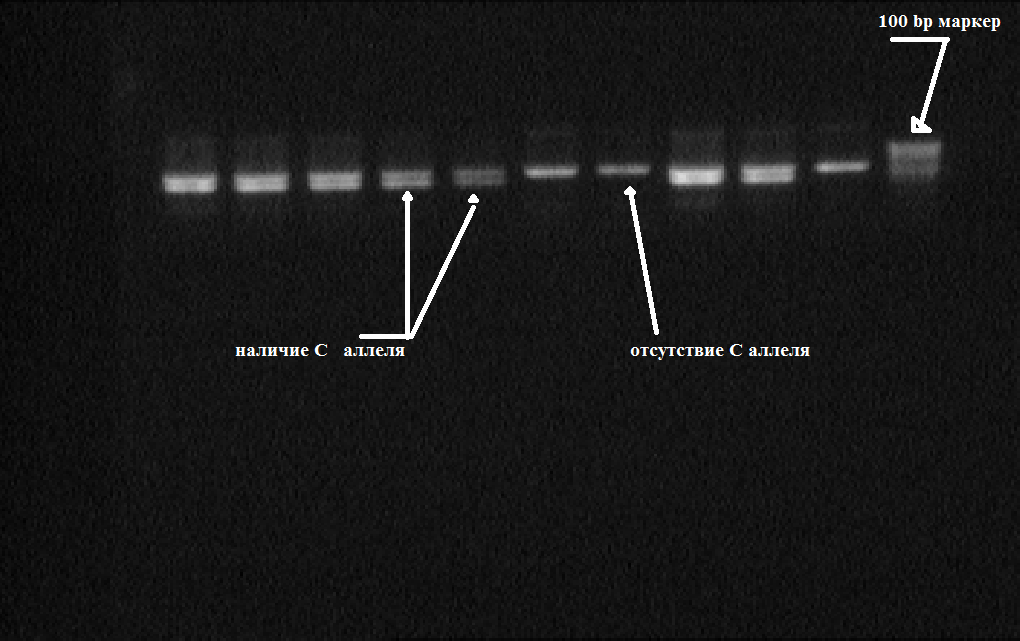 100 bp маркер
наличие С аллеля
отсутствие С аллеля